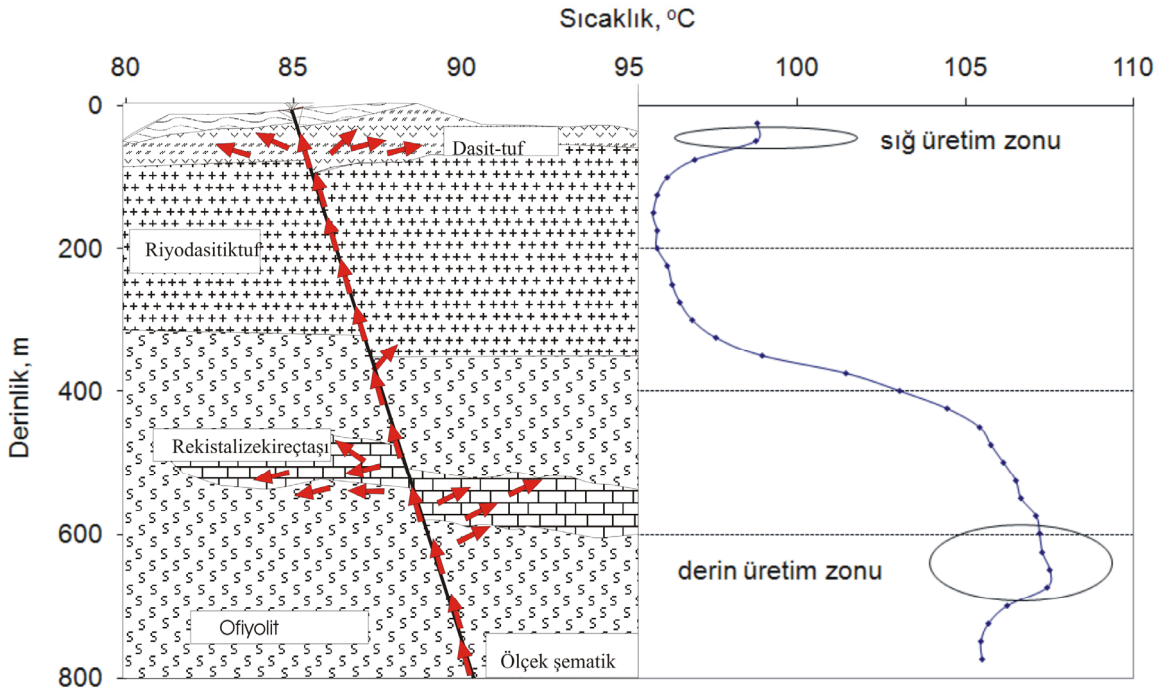 Sıcaklık, ºC
80 85 90 95 100 105 110
0
200
400
600
800
Derinlik, m
Dasit-tuf
Riyodasitiktuf
Rekistalizekireçtaşı
Ofiyolit
Ölçek şematik
sığ üretim zonu
derin üretim zonu